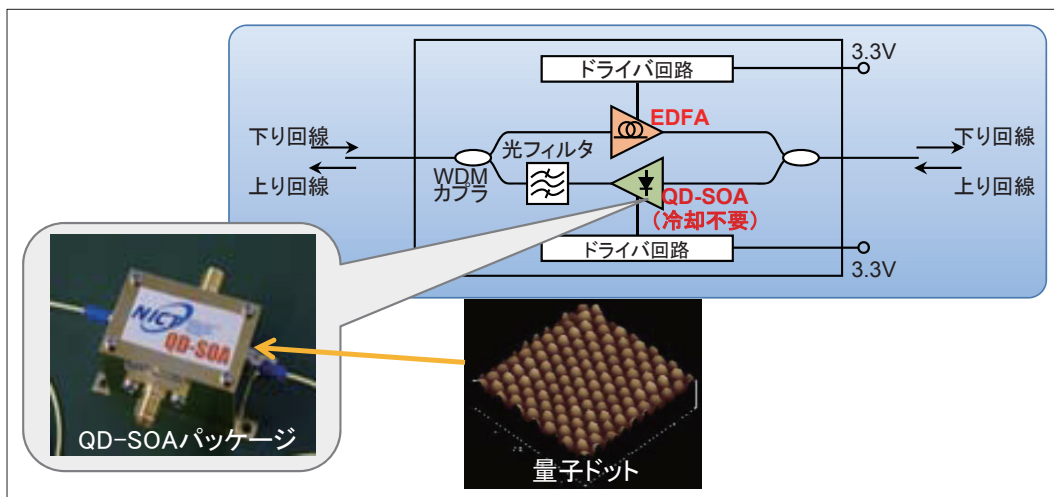 ドライバ回路
3.3V
EDFA
下り回線
上り回線
光フィルタ
WDM
カプラ
下り回線
上り回線
QD-SOA
（冷却不要）
ドライバ回路
3.3V
NICT
QD-SOA
QD-SOAパッケージ
量子ドット